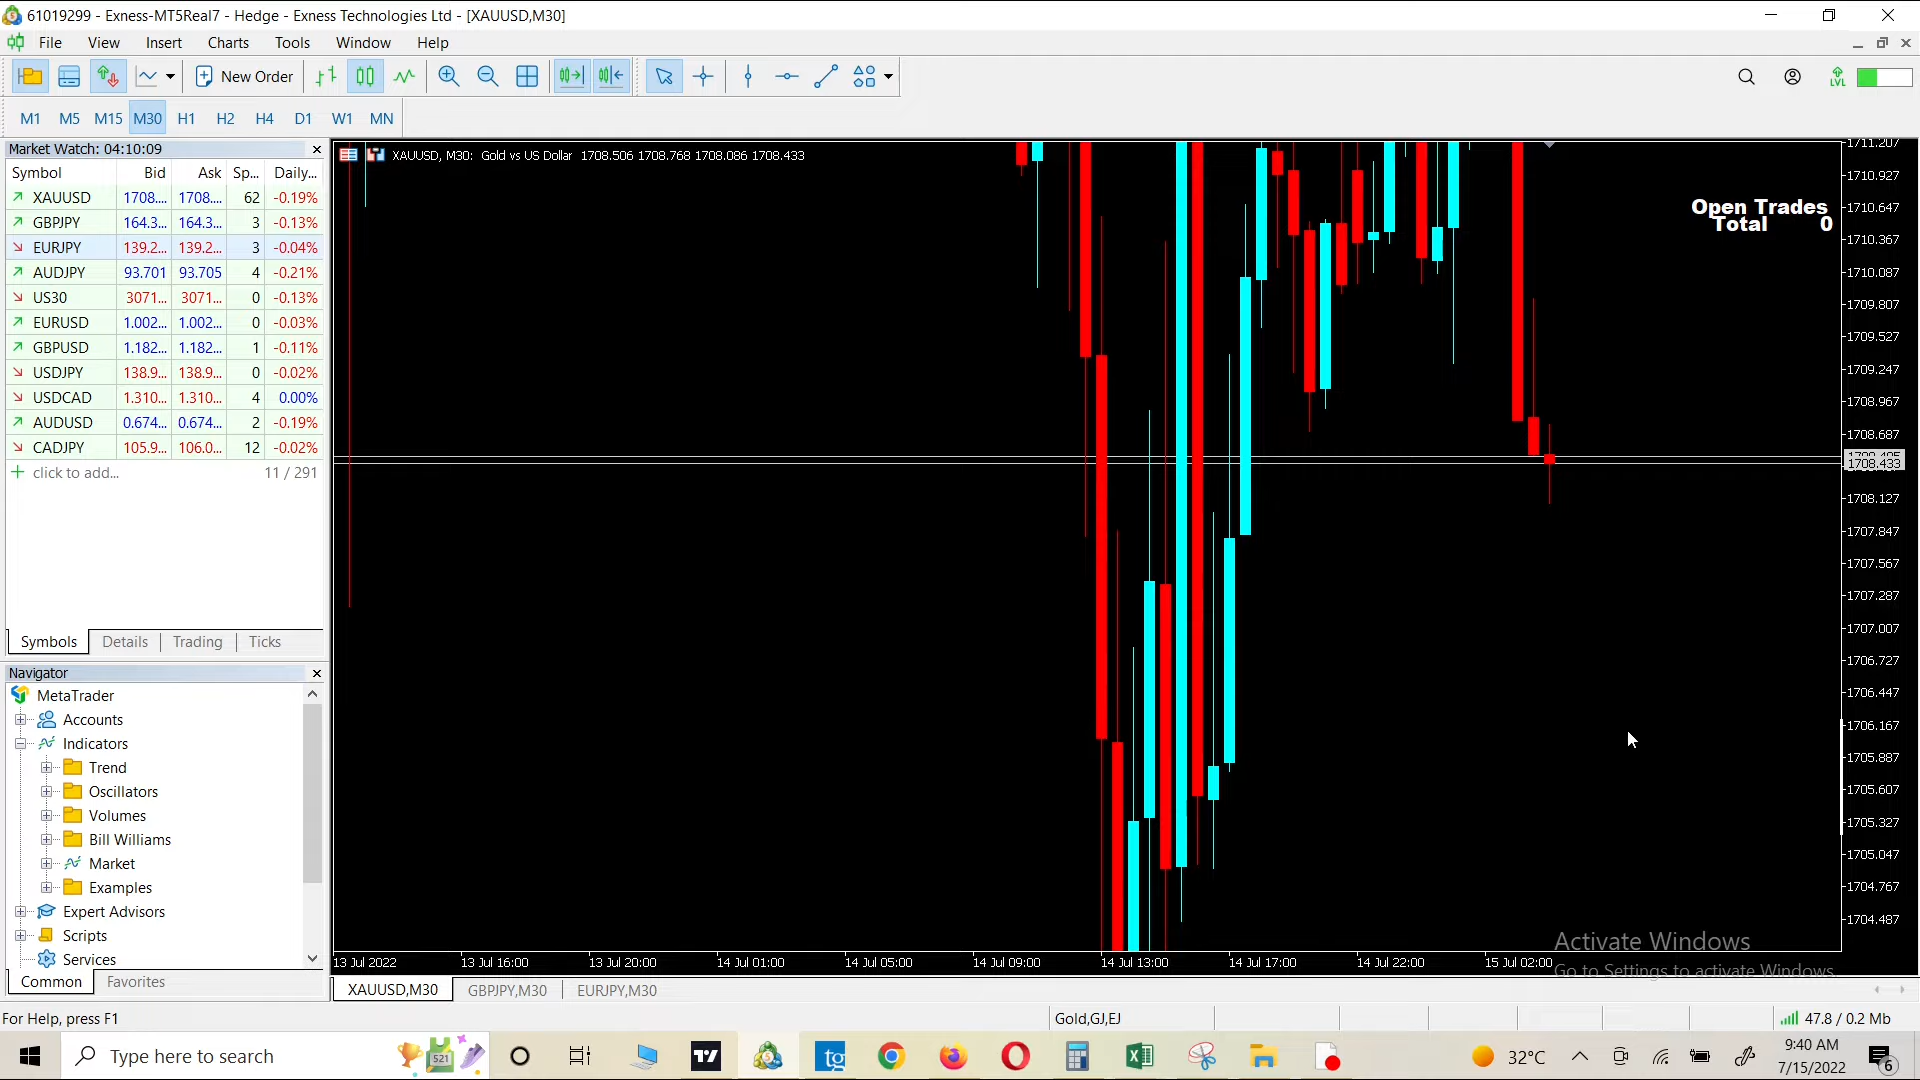 61019299 - Exness-MT5Real7 - Hedge - Exness Technologies Ltd - [XAUUSD,M30]
File View Insert Charts Tools Window Help
New Order
LVL
M1 M5 M15 M30 H1 H2 H4 D1 W1 MN
Market Watch: 04:10:09
Symbol Bid Ask Sp... Daily...
XAUUSD 1708.... 1708.... 62 -0.19%
GBPJPY 164.3... 164.3... 3 -0.13%
EURJPY 139.2... 139.2... 3 -0.04%
AUDJPY 93.701 93.705 4 -0.21%
US30 3071... 3071... 0 -0.13%
EURUSD 1.002... 1.002... 0 -0.03%
GBPUSD 1.182... 1.182... 1 -0.11%
USDJPY 138.9... 138.9... 0 -0.02%
USDCAD 1.310... 1.310... 4 0.00%
AUDUSD 0.674... 0.674... 2 -0.19%
CADJPY 105.9... 106.0... 12 -0.02%
click to add... 11 / 291
Symbols Details Trading Ticks
Navigator
MetaTrader
Accounts
Indicators
Trend
Oscillators
Volumes
Bill Williams
Market
Examples
Expert Advisors
Scripts
Services
Common Favorites
XAUUSD, M30: Gold vs US Dollar 1708.506 1708.768 1708.086 1708.433
Open Trades
Total 0
1711.207
1710.927
1710.647
1710.367
1710.087
1709.807
1709.527
1709.247
1708.967
1708.687
1708.433
1708.127
1707.847
1707.567
1707.287
1707.007
1706.727
1706.447
1706.167
1705.887
1705.607
1705.327
1705.047
1704.767
1704.487
Activate Windows
Go to Settings to activate Windows.
13 Jul 2022 13 Jul 16:00 13 Jul 20:00 14 Jul 01:00 14 Jul 05:00 14 Jul 09:00 14 Jul 13:00 14 Jul 17:00 14 Jul 22:00 15 Jul 02:00
XAUUSD,M30 GBPJPY,M30 EURJPY,M30
For Help, press F1 Gold,GJ,EJ 47.8 / 0.2 Mb
Type here to search
521
tg
32°C
9:40 AM
7/15/2022
6